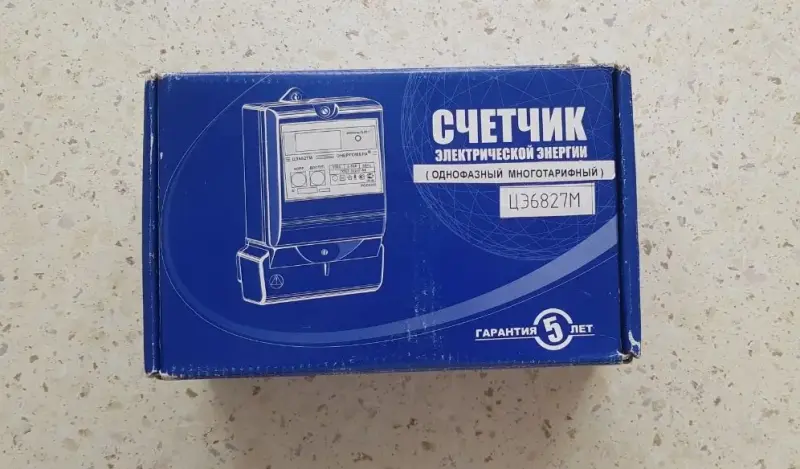 СЧЕТЧИК
ЭЛЕКТРИЧЕСКОЙ ЭНЕРГИИ
( ОДНОФАЗНЫЙ МНОГОТАРИФНЫЙ )
ЦЭ6827М
ГАРАНТИЯ 5 ЛЕТ